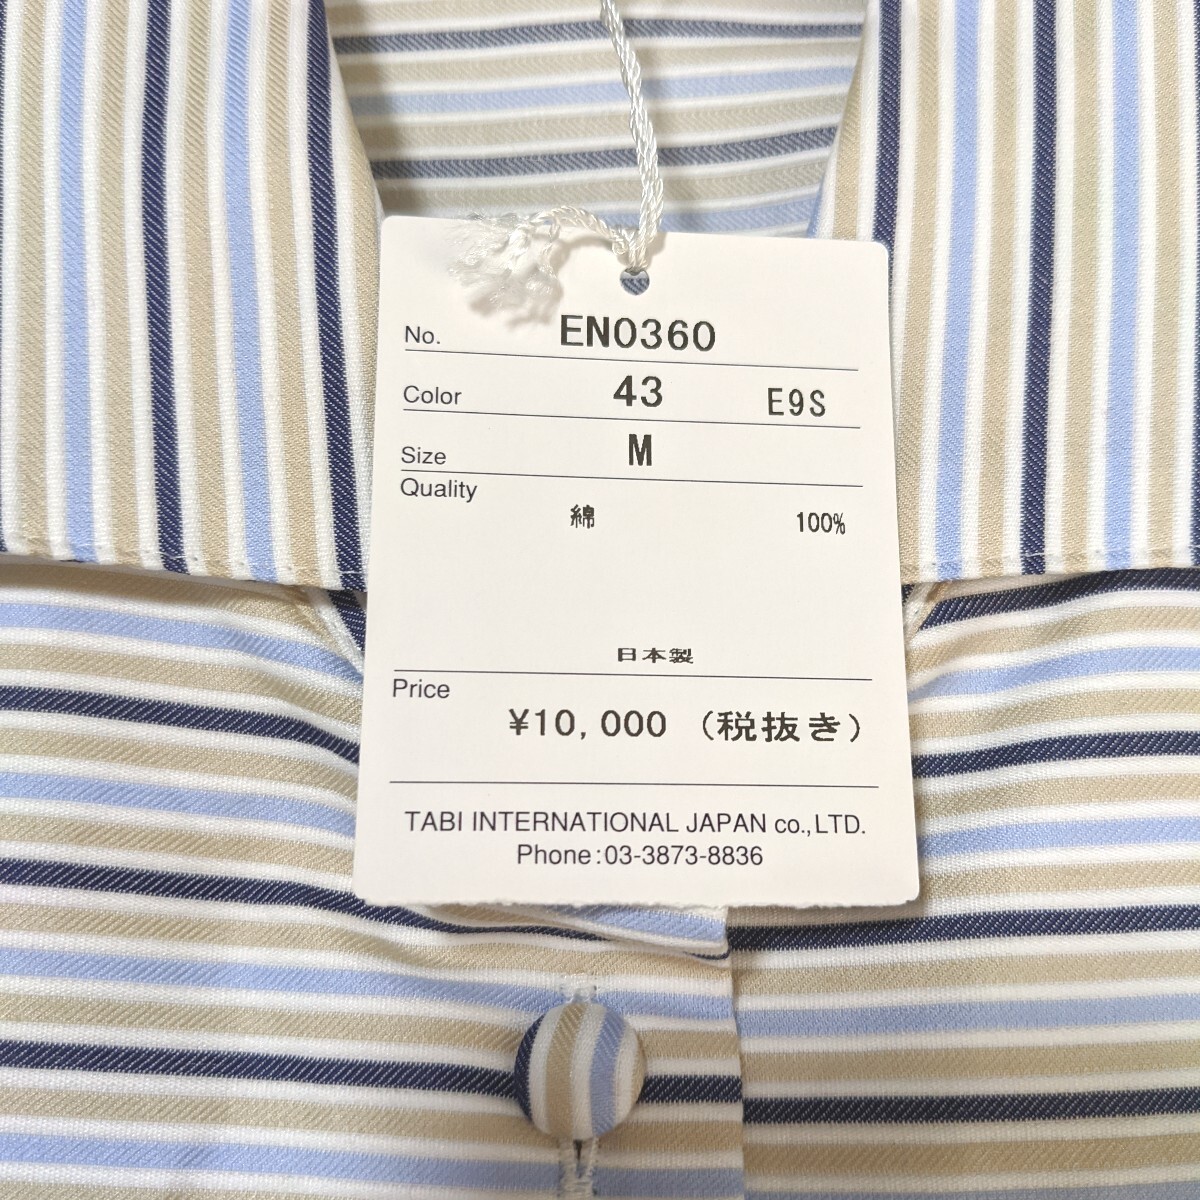 No. EN0360
Color 43 E9S
Size M
Quality
綿 100%
日本製
Price
¥10,000 (税抜き)
TABI INTERNATIONAL JAPAN co.,LTD.
Phone:03-3873-8836